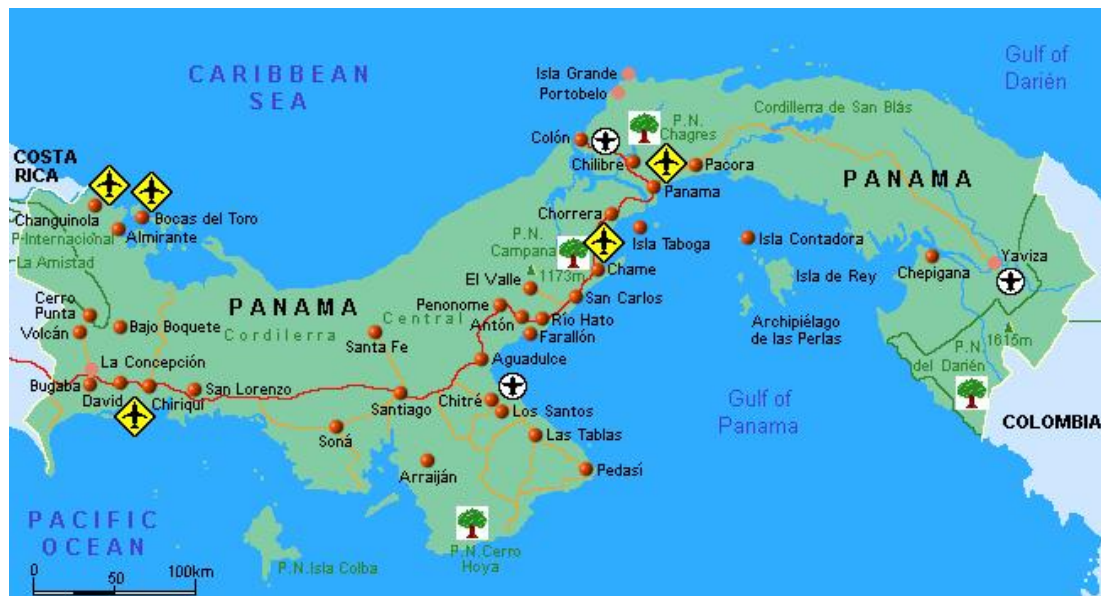 CARIBBEAN
SEA
Gulf of
Darién
Isla Grande
Portobelo
Cordillera de San Blás
P.N.
Chagres
Colón
Chilibre
Pacora
COSTA
RICA
PANAMA
Panama
Changuinola
Bocas del Toro
Almirante
P-Internacional
La Amistad
Chorrera
P.N.
Campana
Isla Taboga
Isla Contadora
Yaviza
Chepigana
El Valle
1173m
Chame
Isla de Rey
Cerro
Punta
PANAMA
Penonome
San Carlos
Volcán
Bajo Boquete
Cordilerra
Central
Antón
Río Hato
Archipiélago
de las Perlas
Santa Fe
Farallón
1615m
La Concepción
Aguadulce
P.N.
del Darién
Bugaba
David
Chiriquí
San Lorenzo
Santiago
Chitré
Los Santos
Gulf of
Panama
COLOMBIA
Soná
Las Tablas
Arraiján
Pedasí
PACIFIC
OCEAN
P.N.Cerro
Hoya
P.N.Isla Colba
0
50
100km